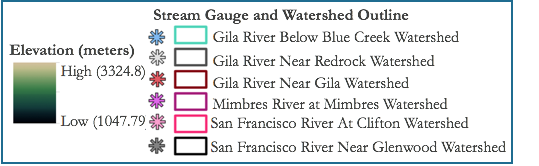 Stream Gauge and Watershed Outline
Elevation (meters)
High (3324.8)
Low (1047.79
Gila River Below Blue Creek Watershed
Gila River Near Redrock Watershed
Gila River Near Gila Watershed
Mimbres River at Mimbres Watershed
San Francisco River At Clifton Watershed
San Francisco River Near Glenwood Watershed